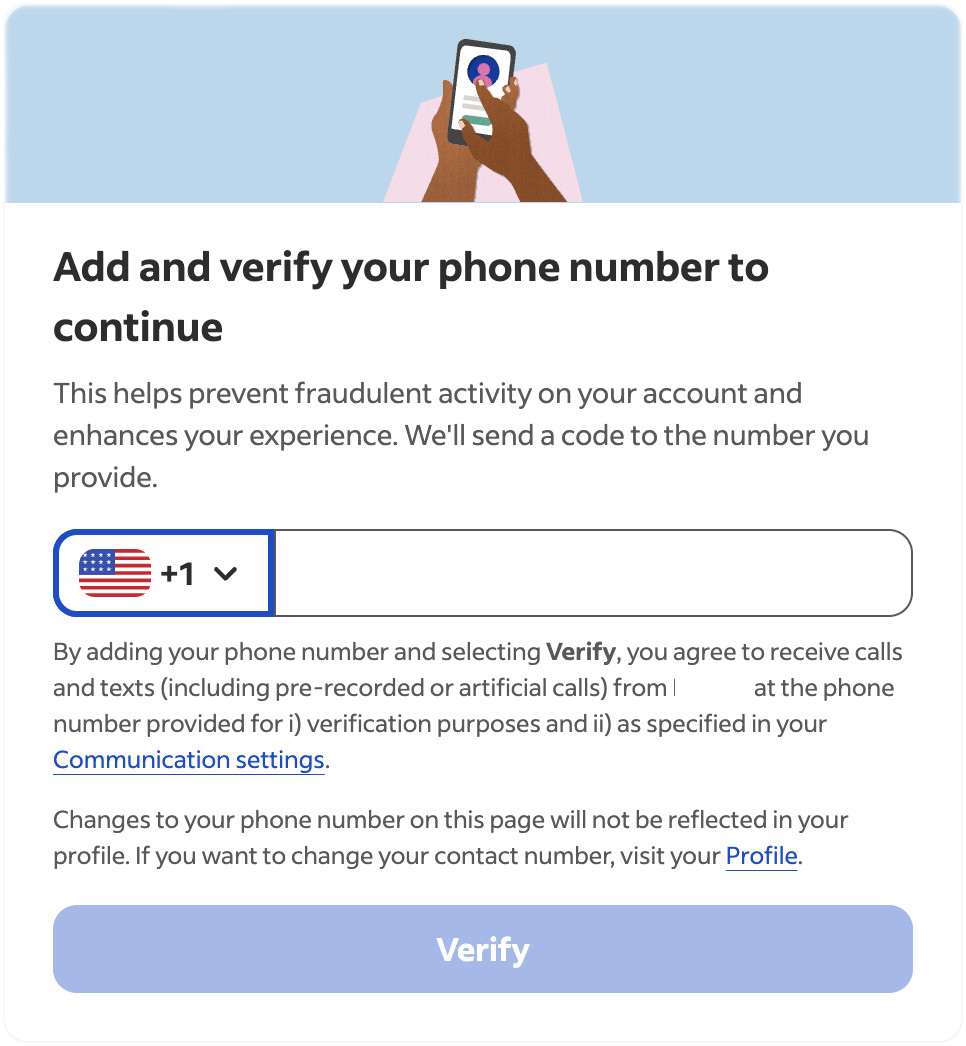 Add and verify your phone number to
continue
This helps prevent fraudulent activity on your account and
enhances your experience. We'll send a code to the number you
provide.
+1
By adding your phone number and selecting Verify, you agree to receive calls
and texts (including pre-recorded or artificial calls) from at the phone
number provided for i) verification purposes and ii) as specified in your
Communication settings.
Changes to your phone number on this page will not be reflected in your
profile. If you want to change your contact number, visit your Profile.
Verify